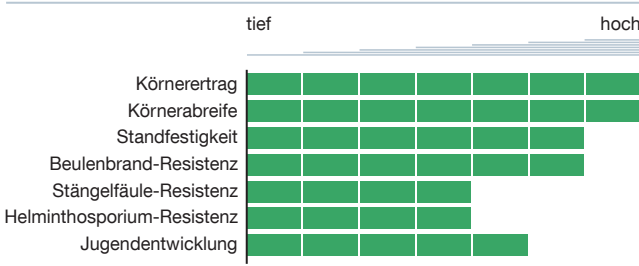 tief hoch
Körnerertrag
Körnerabreife
Standfestigkeit
Beulenbrand-Resistenz
Stängelfäule-Resistenz
Helminthosporium-Resistenz
Jugendentwicklung